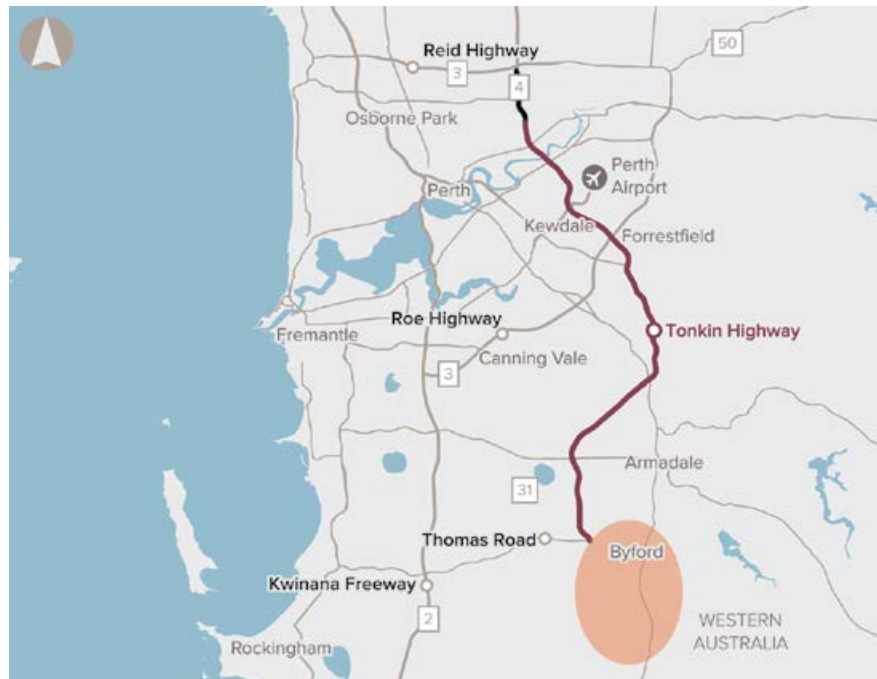 Reid Highway
50
3
4
Osborne Park
Perth
Airport
Perth
Kewdale
Forrestfield
Roe Highway
Tonkin Highway
Fremantle
Canning Vale
3
Armadale
31
Thomas Road
Byford
Kwinana Freeway
2
WESTERN
AUSTRALIA
Rockingham